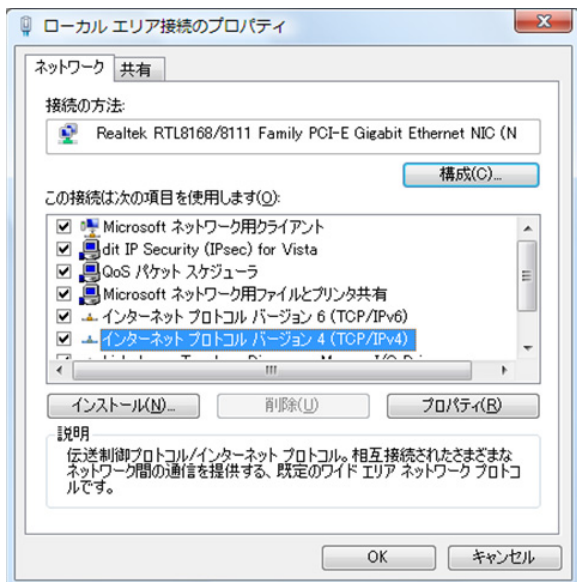 ローカル エリア接続のプロパティ
ネットワーク 共有
接続の方法:
Realtek RTL8168/8111 Family PCI-E Gigabit Ethernet NIC (N
構成(C)...
この接続は次の項目を使用します(O):
Microsoft ネットワーク用クライアント
dit IP Security (IPsec) for Vista
QoS パケット スケジューラ
Microsoft ネットワーク用ファイルとプリンタ共有
インターネット プロトコル バージョン 6 (TCP/IPv6)
インターネット プロトコル バージョン 4 (TCP/IPv4)
インストール(N)... 削除(U) プロパティ(R)
説明
伝送制御プロトコル/インターネット プロトコル。相互接続されたさまざまな
ネットワーク間の通信を提供する、既定のワイド エリア ネットワーク プロトコ
ルです。
OK キャンセル